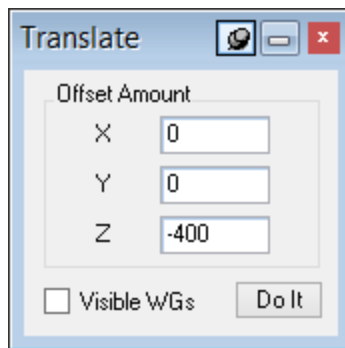 Translate
Offset Amount
X 0
Y 0
Z -400
Visible WGs Do It